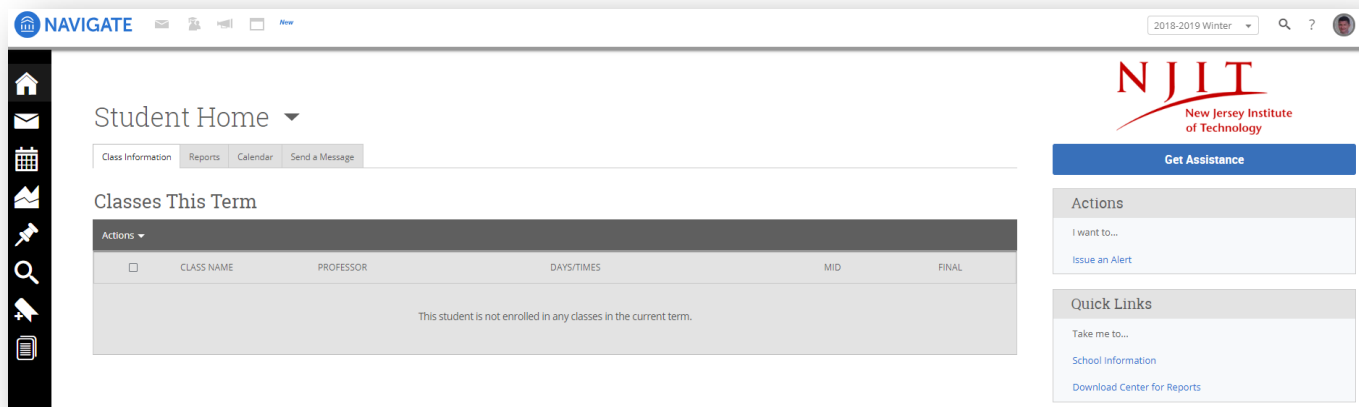 NAVIGATE
New
2018-2019 Winter
?
NJIT
New Jersey Institute
of Technology
Student Home
Class Information Reports Calendar Send a Message
Get Assistance
Classes This Term
Actions
CLASS NAME PROFESSOR DAYS/TIMES MID FINAL
This student is not enrolled in any classes in the current term.
Actions
I want to...
Issue an Alert
Quick Links
Take me to...
School Information
Download Center for Reports